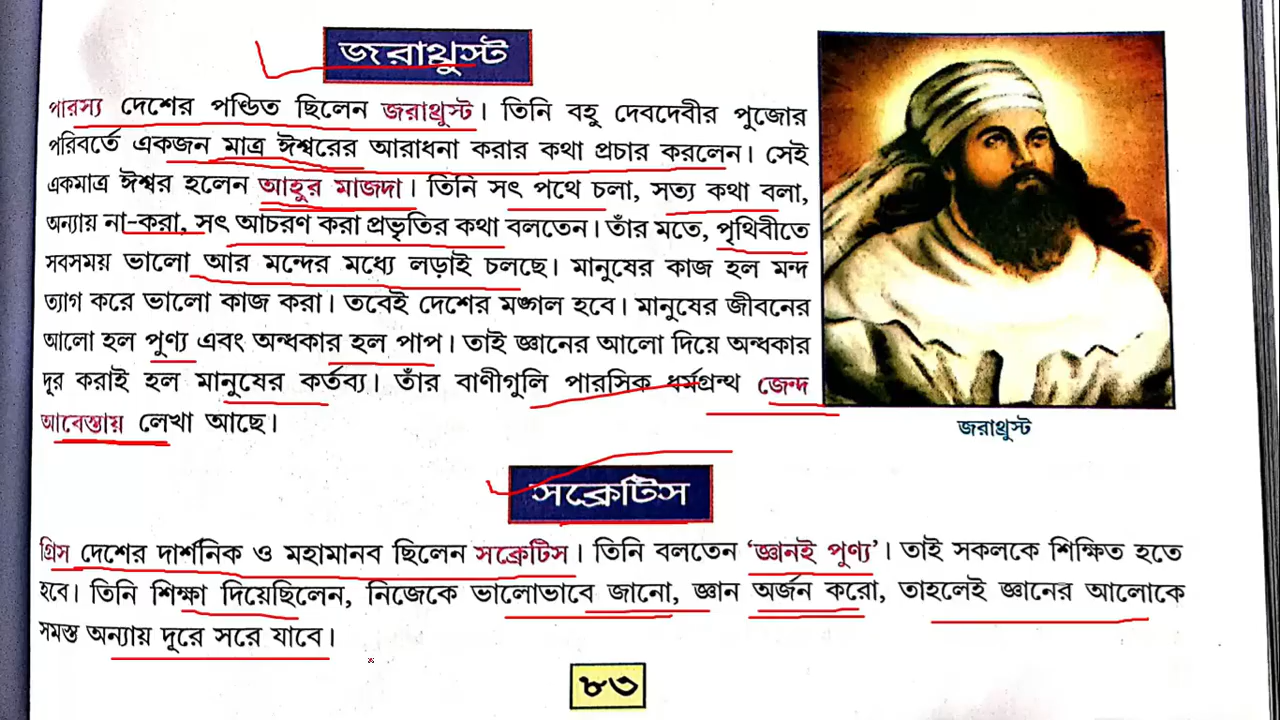 জরাথ্রুস্ট
পারস্য দেশের পণ্ডিত ছিলেন জরাথ্রুস্ট। তিনি বহু দেবদেবীর পুজোর
পরিবর্তে একজন মাত্র ঈশ্বরের আরাধনা করার কথা প্রচার করলেন। সেই
একমাত্র ঈশ্বর হলেন আহুর মাজদা। তিনি সৎ পথে চলা, সত্য কথা বলা,
অন্যায় না-করা, সৎ আচরণ করা প্রভৃতির কথা বলতেন। তাঁর মতে, পৃথিবীতে
সবসময় ভালো আর মন্দের মধ্যে লড়াই চলছে। মানুষের কাজ হল মন্দ
ত্যাগ করে ভালো কাজ করা। তবেই দেশের মঙ্গল হবে। মানুষের জীবনের
আলো হল পুণ্য এবং অন্ধকার হল পাপ। তাই জ্ঞানের আলো দিয়ে অন্ধকার
দূর করাই হল মানুষের কর্তব্য। তাঁর বাণীগুলি পারসিক ধর্মগ্রন্থ জেন্দ
আবেস্তায় লেখা আছে।
জরাথ্রুস্ট
সক্রেটিস
গ্রিস দেশের দার্শনিক ও মহামানব ছিলেন সক্রেটিস। তিনি বলতেন ‘জ্ঞানই পুণ্য’। তাই সকলকে শিক্ষিত হতে
হবে। তিনি শিক্ষা দিয়েছিলেন, নিজেকে ভালোভাবে জানো, জ্ঞান অর্জন করো, তাহলেই জ্ঞানের আলোকে
সমস্ত অন্যায় দূরে সরে যাবে।
৮৩